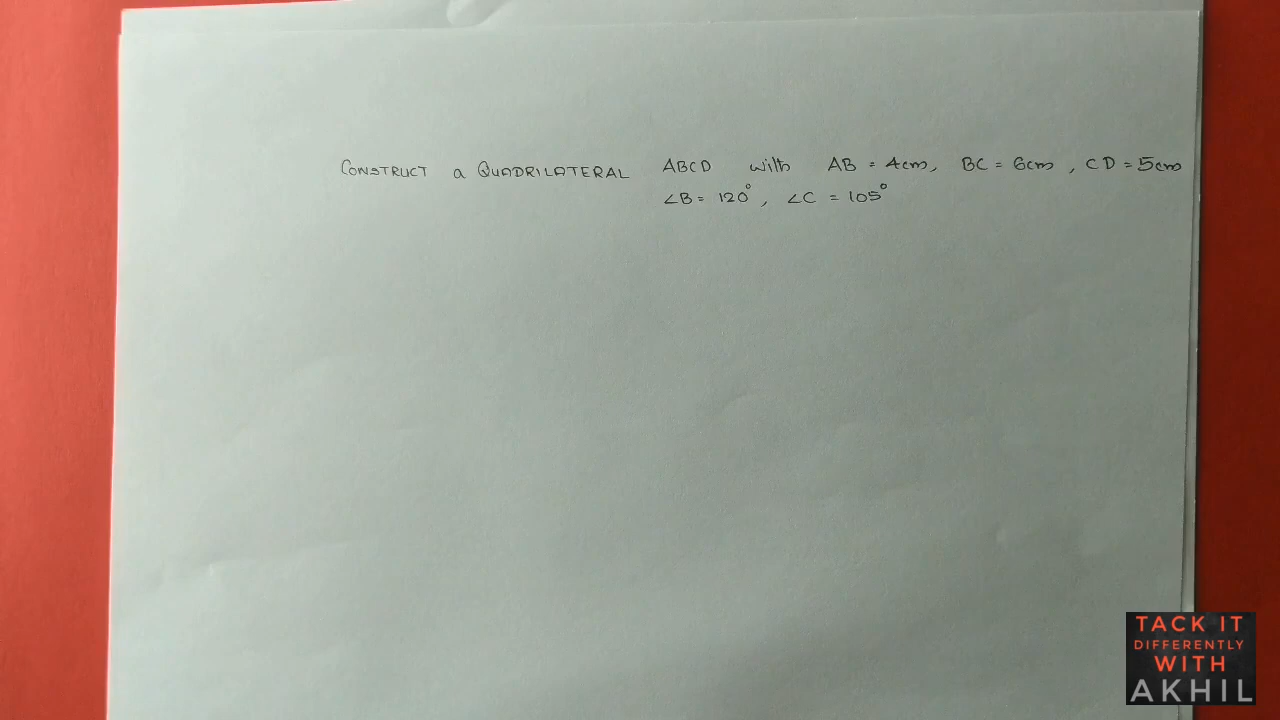 CONSTRUCT a QUADRILATERAL ABCD with AB = 4cm, BC = 6cm, CD = 5cm
∠B = 120°, ∠C = 105°
TACK IT
DIFFERENTLY
WITH
AKHIL